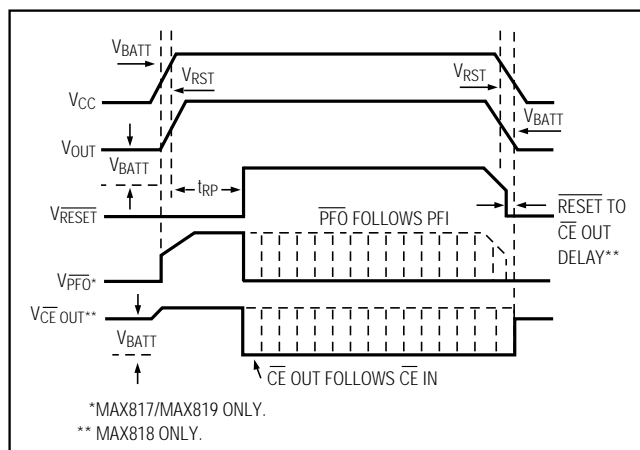 VBATT
VRST
VRST
VCC
VBATT
VOUT
VBATT
tRP
VRESET
PFO FOLLOWS PFI
RESET TO
CE OUT
DELAY**
VPFO*
VCE OUT**
VBATT
CE OUT FOLLOWS CE IN
*MAX817/MAX819 ONLY.
** MAX818 ONLY.